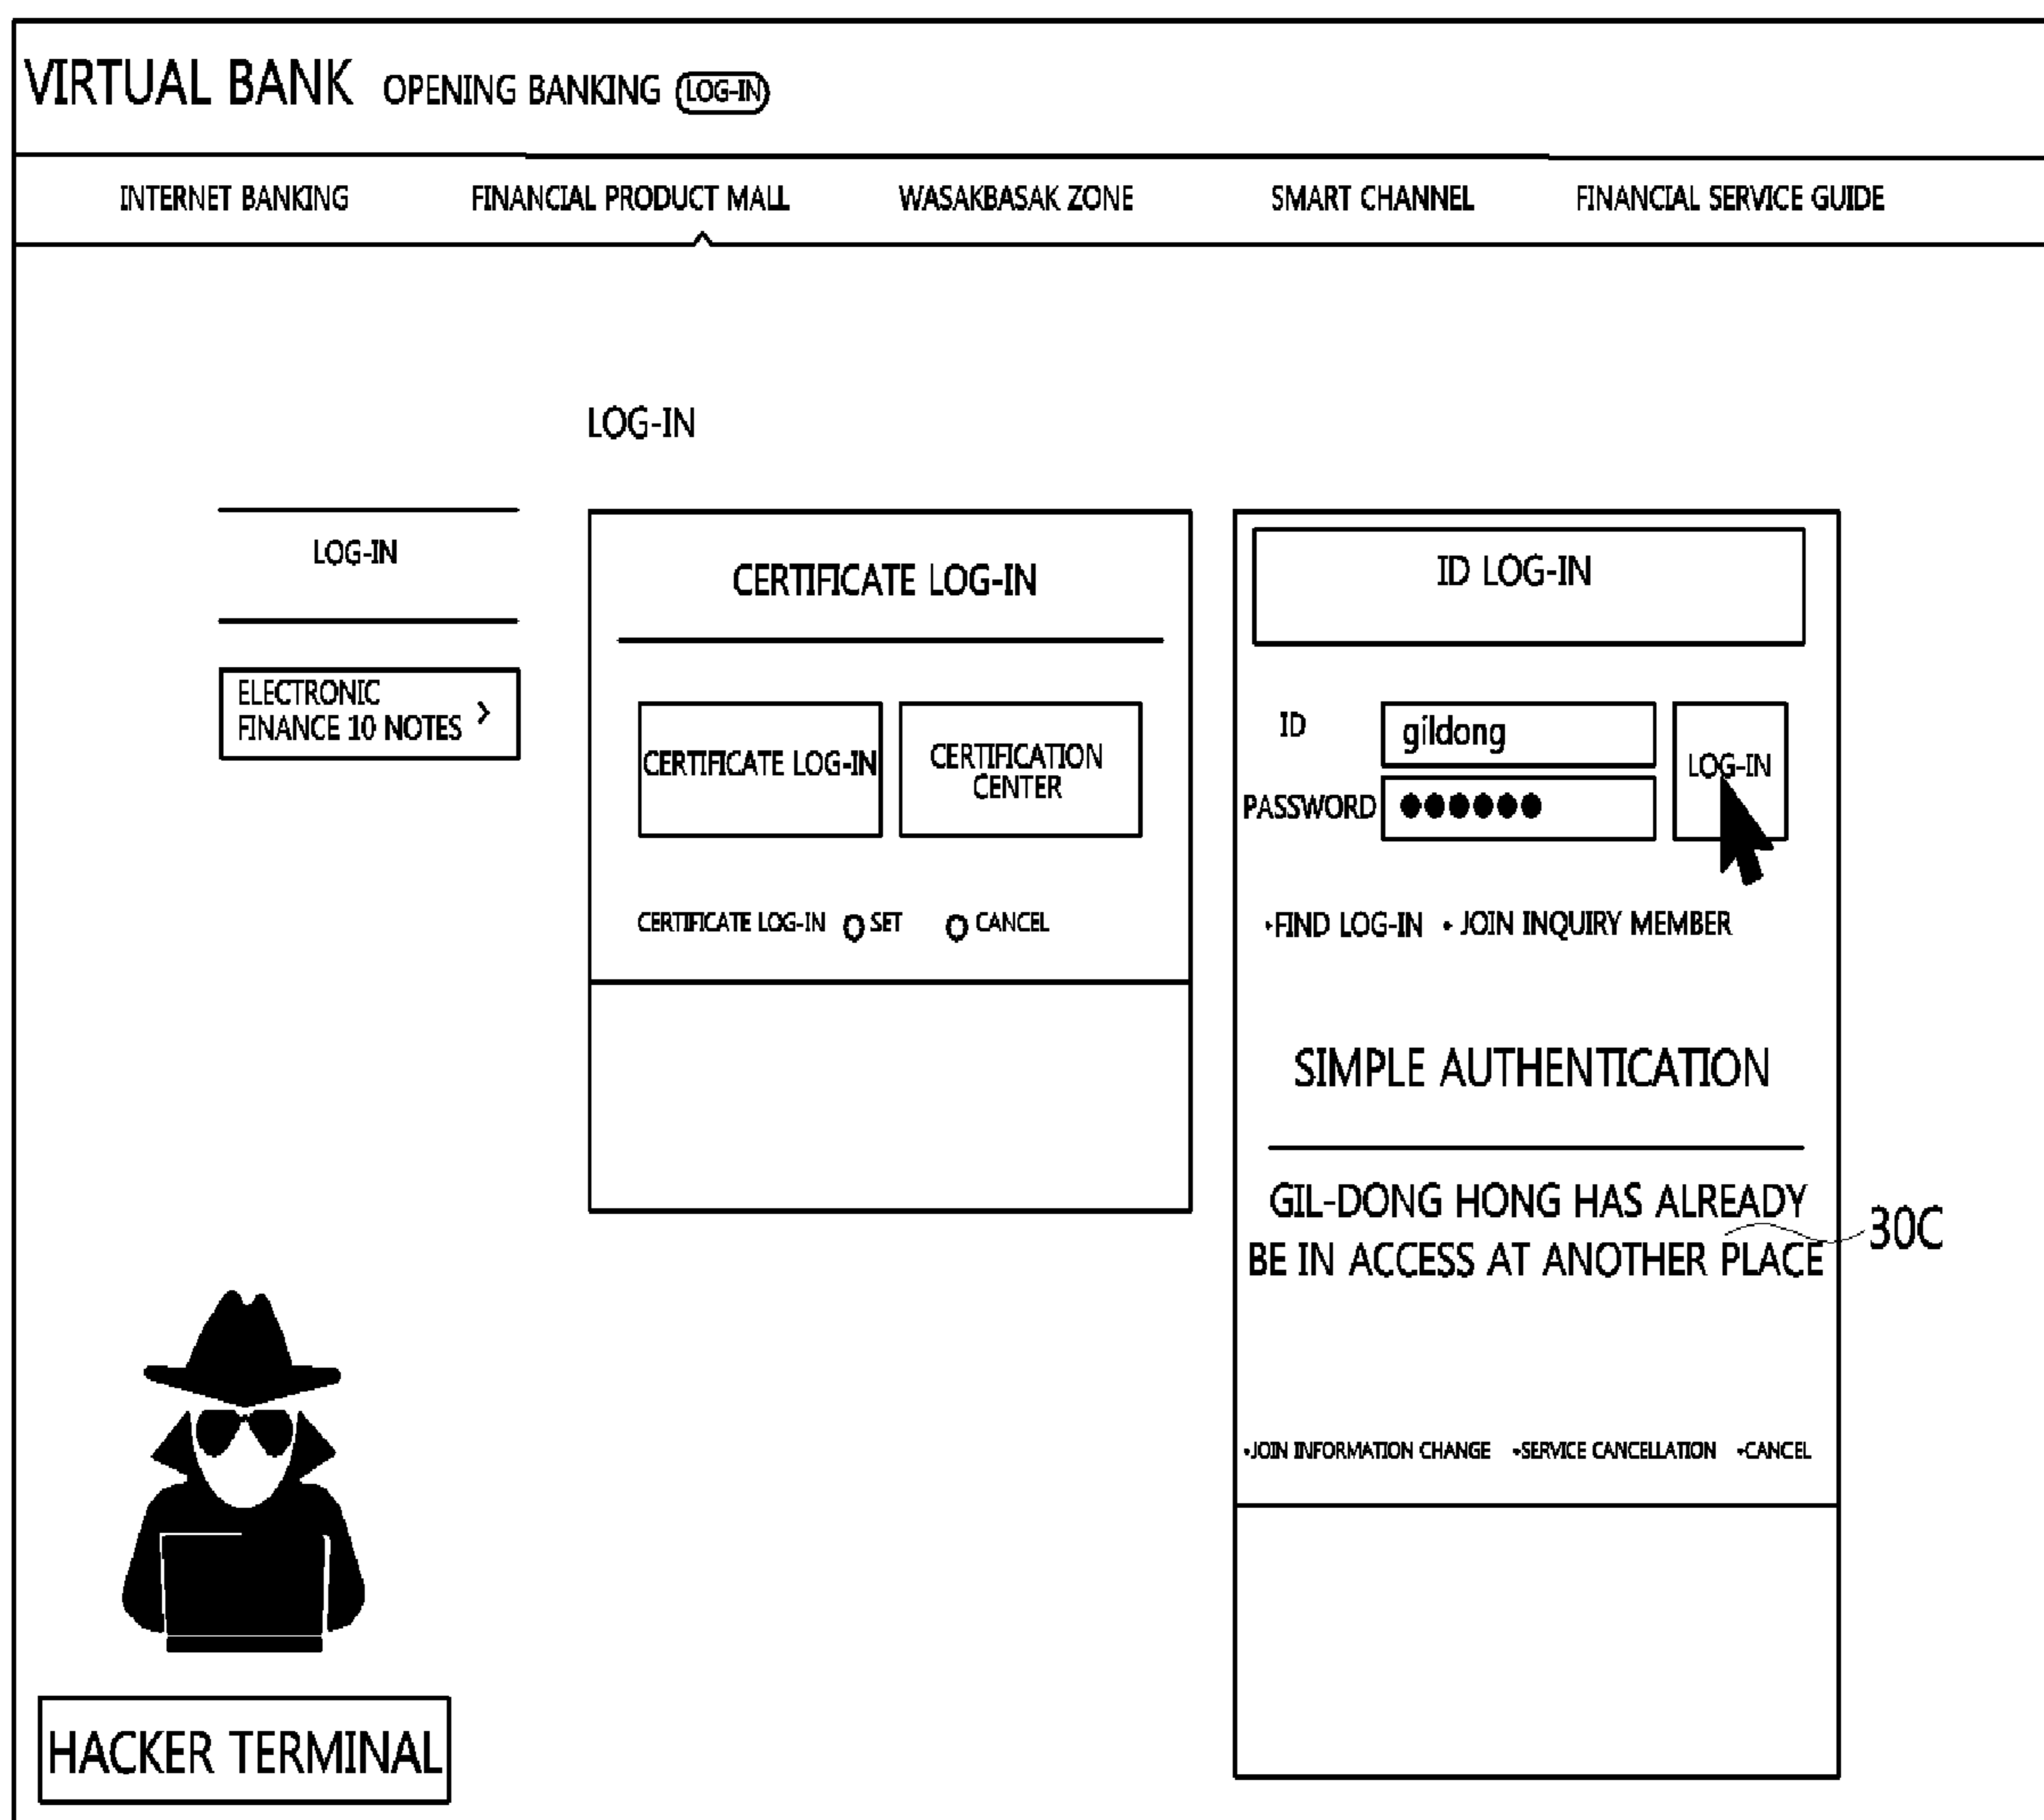 VIRTUAL BANK OPENING BANKING LOG-IN
INTERNET BANKING FINANCIAL PRODUCT MALL WASAKBASAK ZONE SMART CHANNEL FINANCIAL SERVICE GUIDE
LOG-IN
LOG-IN
ELECTRONIC
FINANCE 10 NOTES >
CERTIFICATE LOG-IN
CERTIFICATE LOG-IN
CERTIFICATION
CENTER
CERTIFICATE LOG-IN SET CANCEL
ID LOG-IN
ID gildong
LOG-IN
PASSWORD ●●●●●●
•FIND LOG-IN • JOIN INQUIRY MEMBER
SIMPLE AUTHENTICATION
GIL-DONG HONG HAS ALREADY
BE IN ACCESS AT ANOTHER PLACE
30C
•JOIN INFORMATION CHANGE •SERVICE CANCELLATION •CANCEL
HACKER TERMINAL